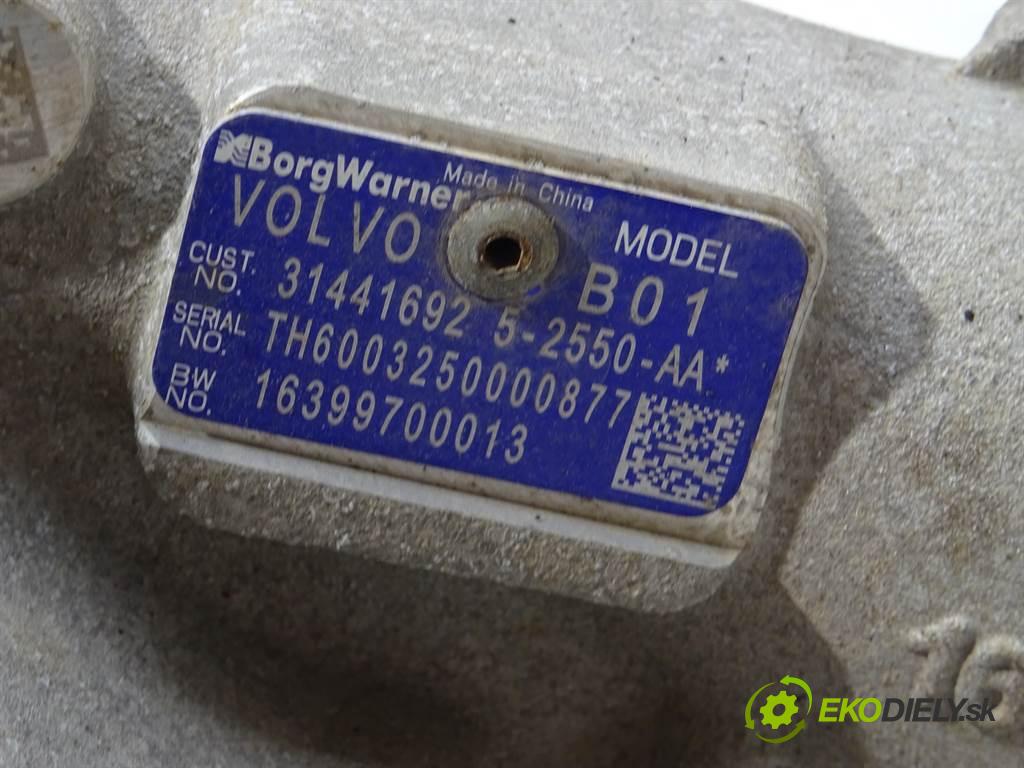 BorgWarner Made in China
VOLVO MODEL
B01
CUST. NO. 31441692 5-2550-AA*
SERIAL NO. TH6003250000877
B.W NO. 16399700013
EKODIELY.sk